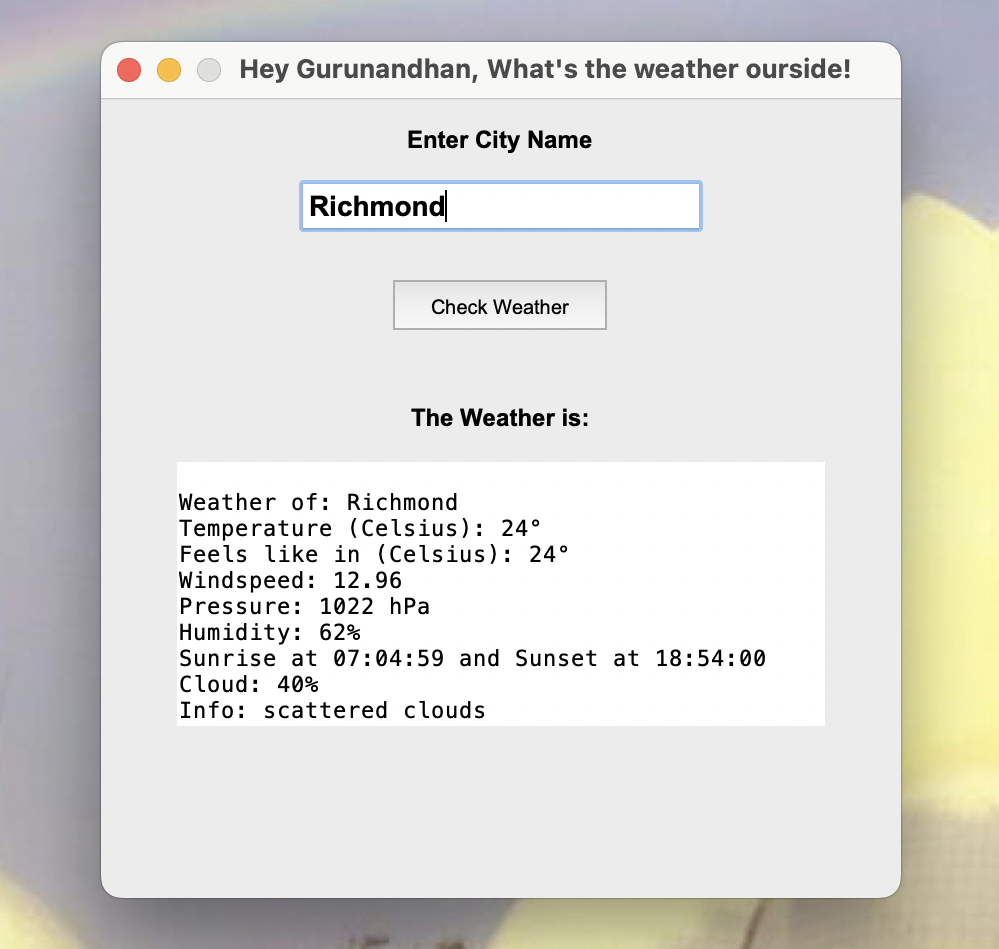 Hey Gurunandhan, What's the weather ourside!
Enter City Name
Richmond
Check Weather
The Weather is:
Weather of: Richmond
Temperature (Celsius): 24°
Feels like in (Celsius): 24°
Windspeed: 12.96
Pressure: 1022 hPa
Humidity: 62%
Sunrise at 07:04:59 and Sunset at 18:54:00
Cloud: 40%
Info: scattered clouds